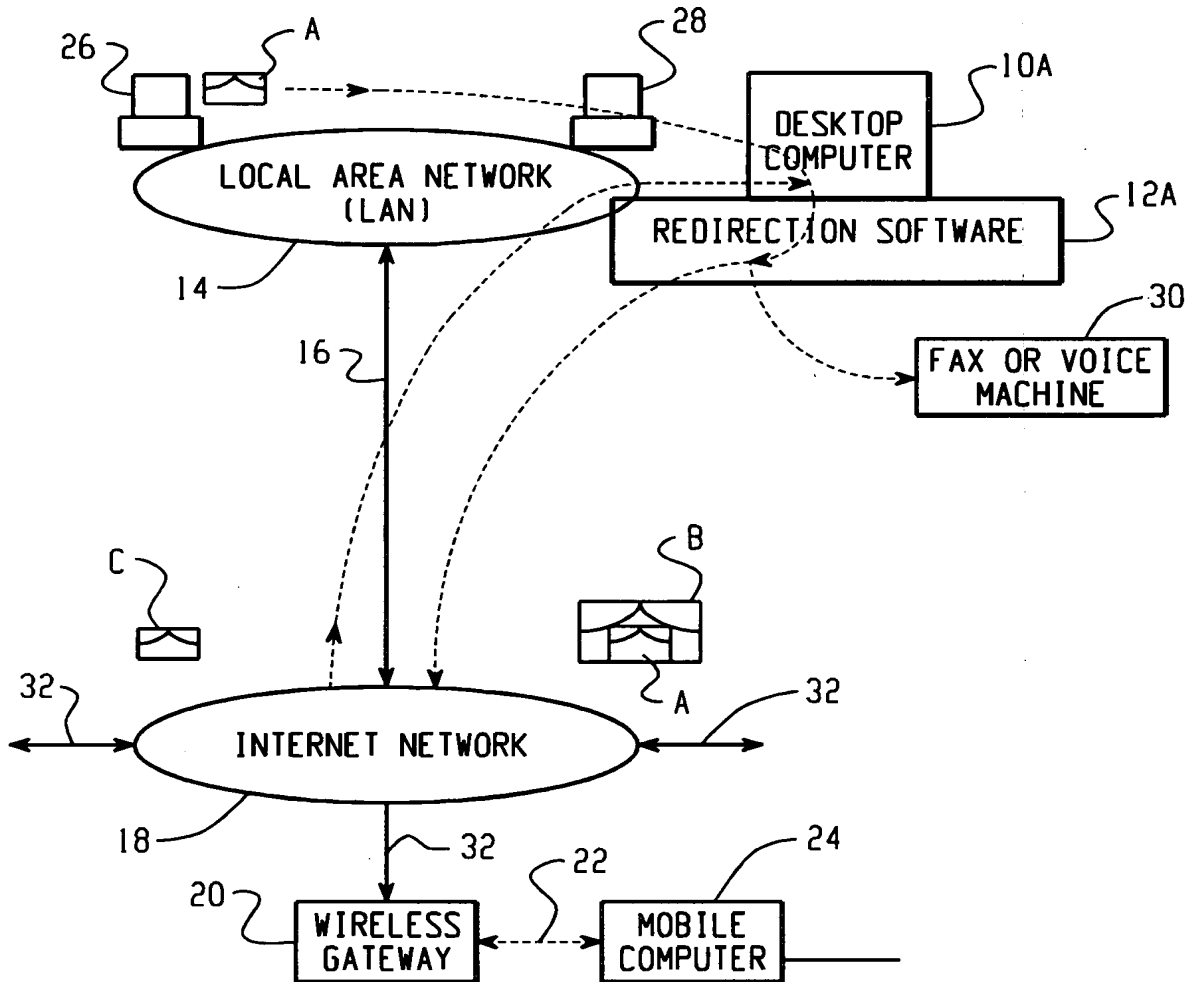 26
A
28
10A
DESKTOP
COMPUTER
LOCAL AREA NETWORK
(LAN)
12A
REDIRECTION SOFTWARE
14
30
16
FAX OR VOICE
MACHINE
C
B
A
32
32
INTERNET NETWORK
18
32
22
24
20
WIRELESS
GATEWAY
MOBILE
COMPUTER